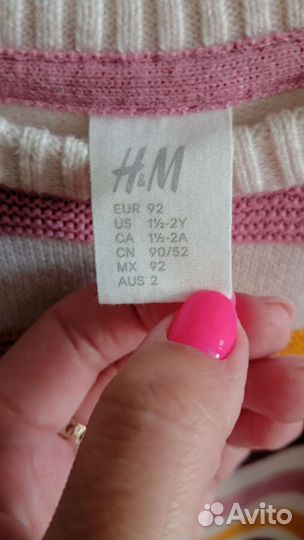 H&M
EUR 92
US 1½-2Y
CA 1½-2A
CN 90/52
MX 92
AUS 2
Avito